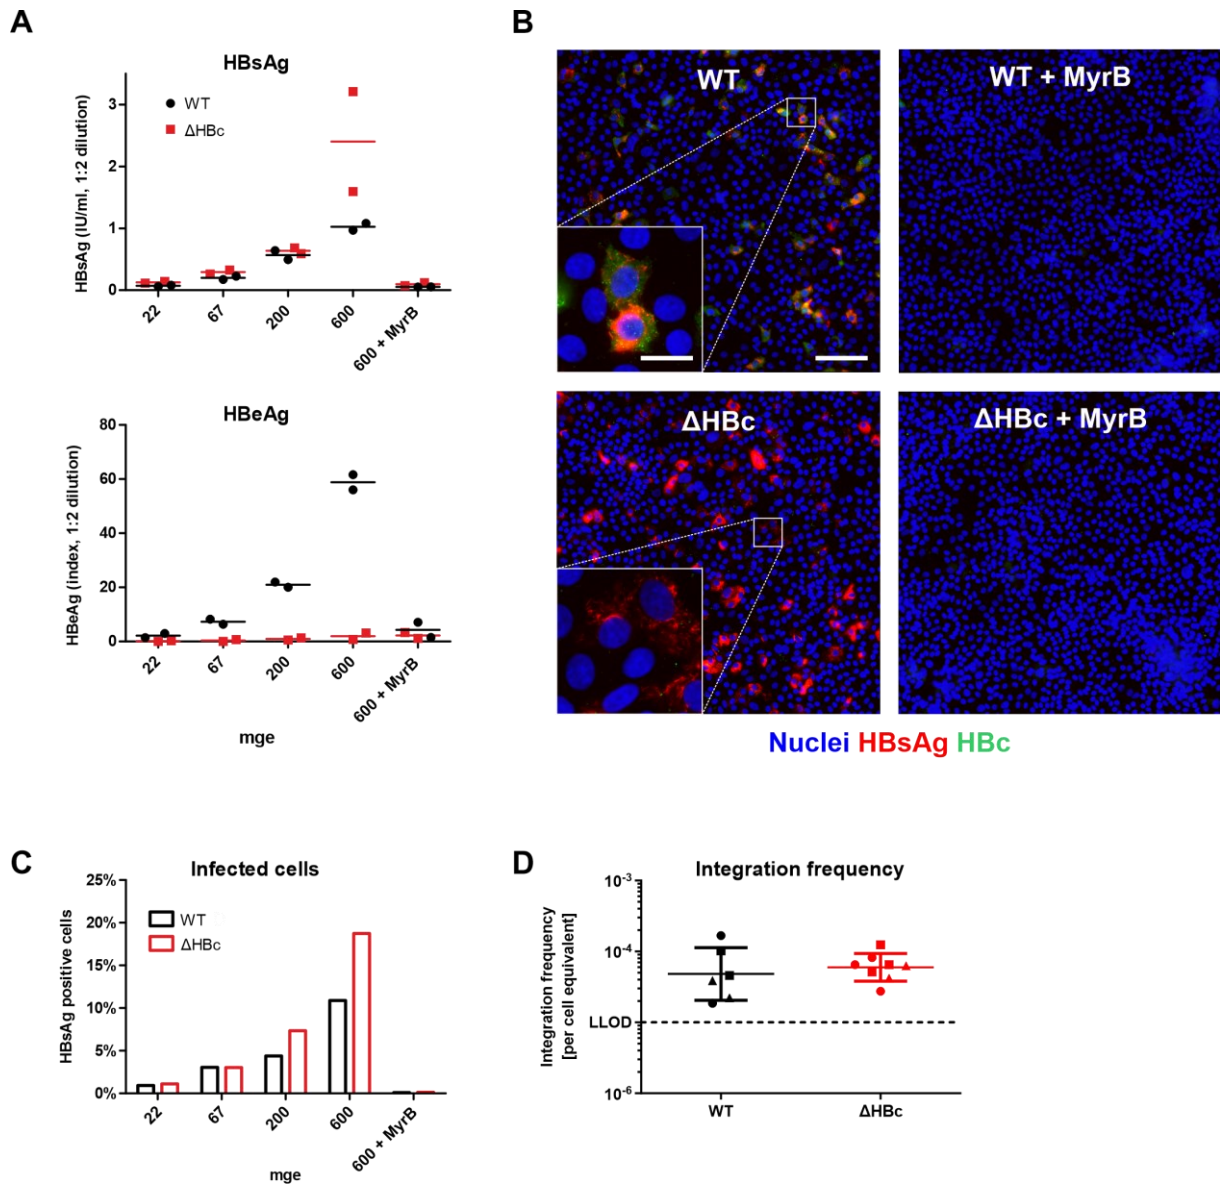 A
HBsAg
HBsAg (IU/ml, 1:2 dilution)
3
2
1
0
WT
ΔHBc
22
67
200
600
600 + MyrB
HBeAg
HBeAg (index, 1:2 dilution)
80
60
40
20
0
22
67
200
600
600 + MyrB
mge
B
WT
WT + MyrB
ΔHBc
ΔHBc + MyrB
Nuclei HBsAg HBc
C
Infected cells
HBsAg positive cells
25%
20%
15%
10%
5%
0%
WT
ΔHBc
22
67
200
600
600 + MyrB
mge
D
Integration frequency
Integration frequency
[per cell equivalent]
10-3
10-4
LLOD
10-6
WT
ΔHBc